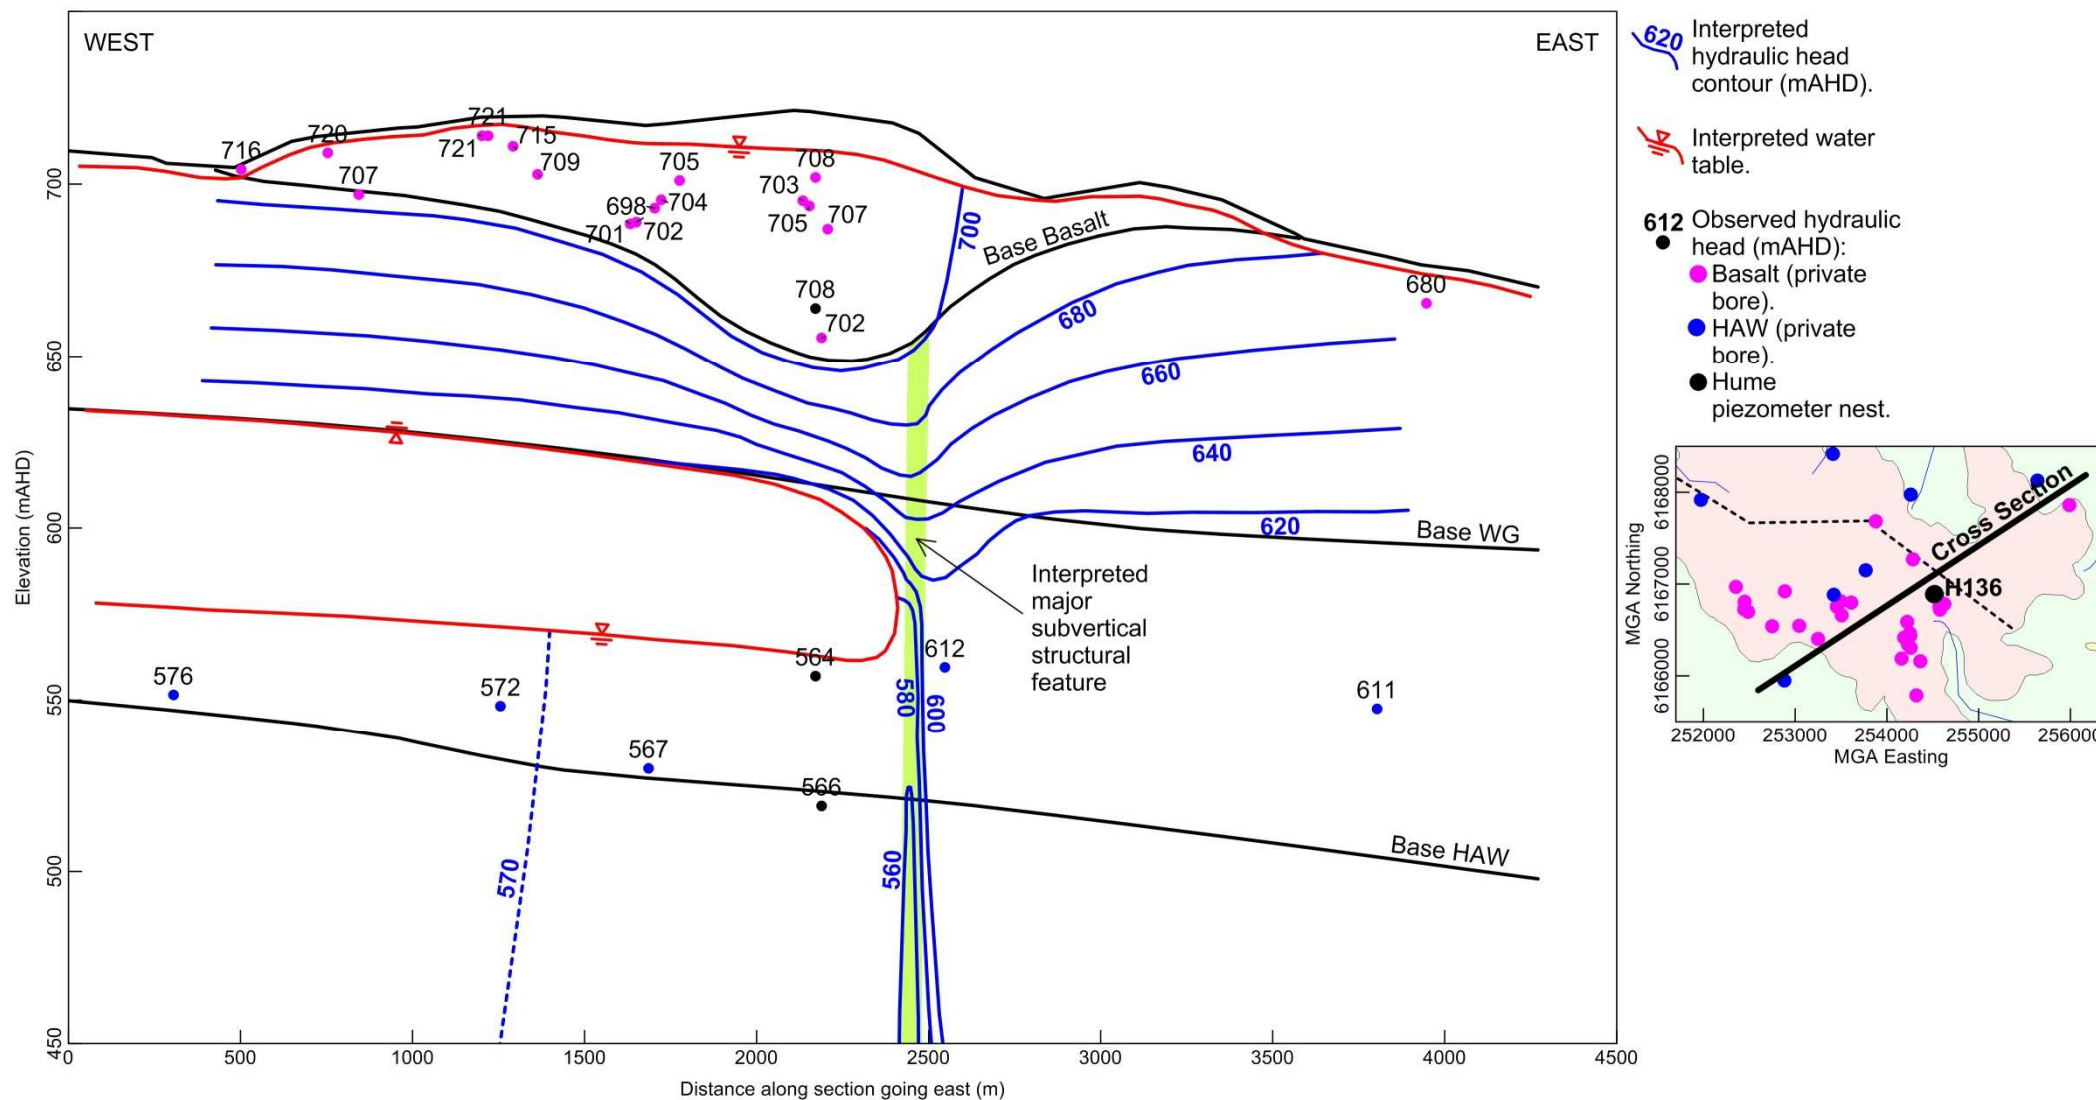 WEST
EAST
721
720
716
721
715
709
707
705
708
703
698
704
701
702
705
707
700
Base Basalt
708
702
680
680
660
640
620
Base WG
Interpreted
major
subvertical
structural
feature
576
572
564
612
611
580
600
567
566
570
560
Base HAW
Elevation (mAHD)
700
650
600
550
500
450
0
500
1000
1500
2000
2500
3000
3500
4000
4500
Distance along section going east (m)
620
Interpreted
hydraulic head
contour (mAHD).
Interpreted water
table.
612 Observed hydraulic
head (mAHD):
Basalt (private
bore).
HAW (private
bore).
Hume
piezometer nest.
Cross Section
H136
MGA Northing
6168000
6167000
6166000
252000
253000
254000
255000
MGA Easting